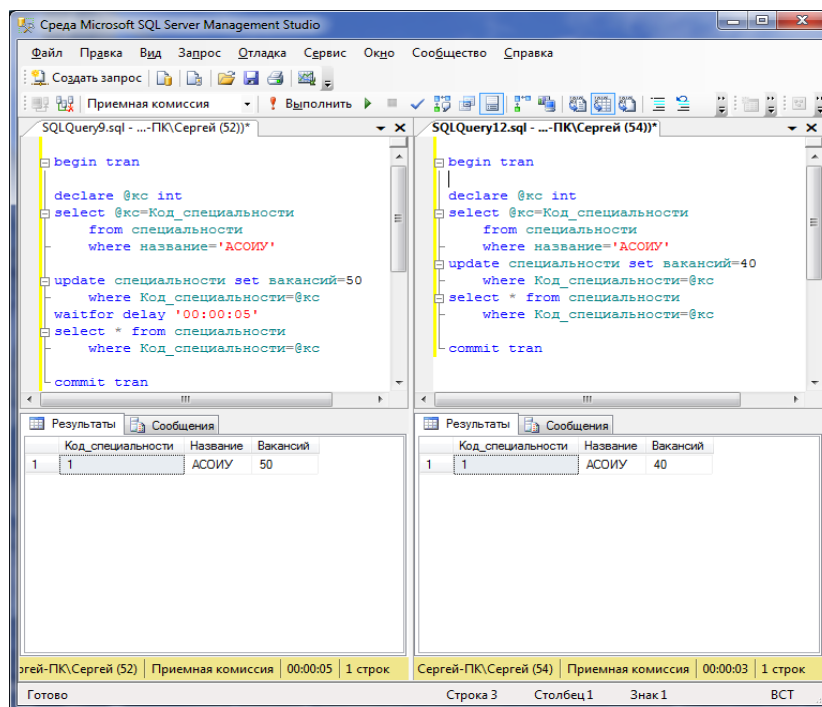 Среда Microsoft SQL Server Management Studio
Файл Правка Вид Запрос Отладка Сервис Окно Сообщество Справка
Создать запрос
Приемная комиссия Выполнить
SQLQuery9.sql - ...-ПК\Сергей (52))*
begin tran
declare @кс int
select @кс=Код_специальности
from специальности
where название='АСОИУ'
update специальности set вакансий=50
where Код_специальности=@кс
waitfor delay '00:00:05'
select * from специальности
where Код_специальности=@кс
commit tran
Результаты Сообщения
Код_специальности Название Вакансий
1 1 АСОИУ 50
ргей-ПК\Сергей (52) Приемная комиссия 00:00:05 1 строк
SQLQuery12.sql - ...-ПК\Сергей (54))*
begin tran
declare @кс int
select @кс=Код_специальности
from специальности
where название='АСОИУ'
update специальности set вакансий=40
where Код_специальности=@кс
select * from специальности
where Код_специальности=@кс
commit tran
Результаты Сообщения
Код_специальности Название Вакансий
1 1 АСОИУ 40
Сергей-ПК\Сергей (54) Приемная комиссия 00:00:03 1 строк
Готово Строка 3 Столбец 1 Знак 1 ВСТ